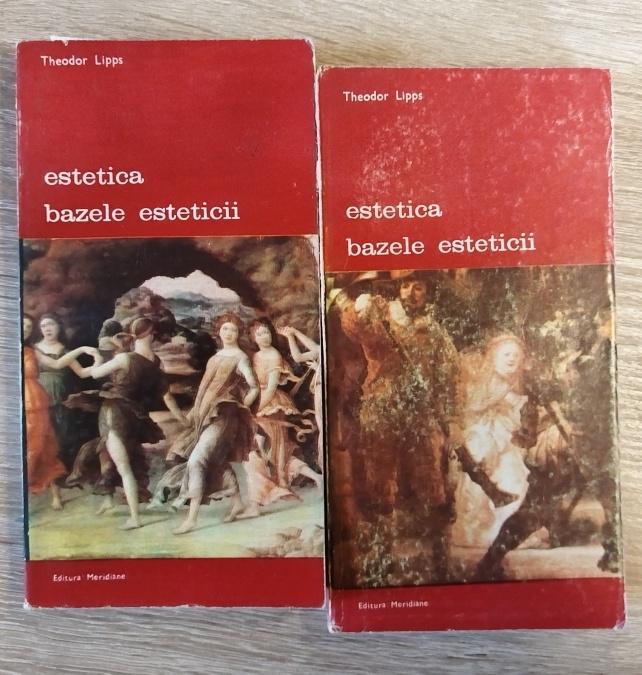 Theodor Lipps
estetica
bazele esteticii
Editura Meridiane
Theodor Lipps
estetica
bazele esteticii
Editura Meridiane